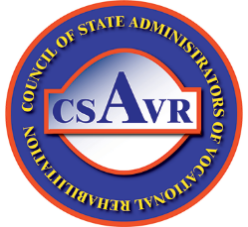 COUNCIL OF STATE ADMINISTRATORS OF VOCATIONAL REHABILITATION
CSAVR